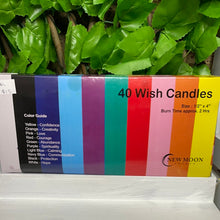 40 Wish Candles
Size: 1/2" x 4"
Burn Time approx. 2 Hrs
Color Guide
Yellow - Confidence
Orange - Creativity
Pink - Love
Red - Courage
Green - Abundance
Purple - Spirituality
Light Blue - Calming
Navy Blue - Communication
Black - Protection
White - Hope
NEW MOON